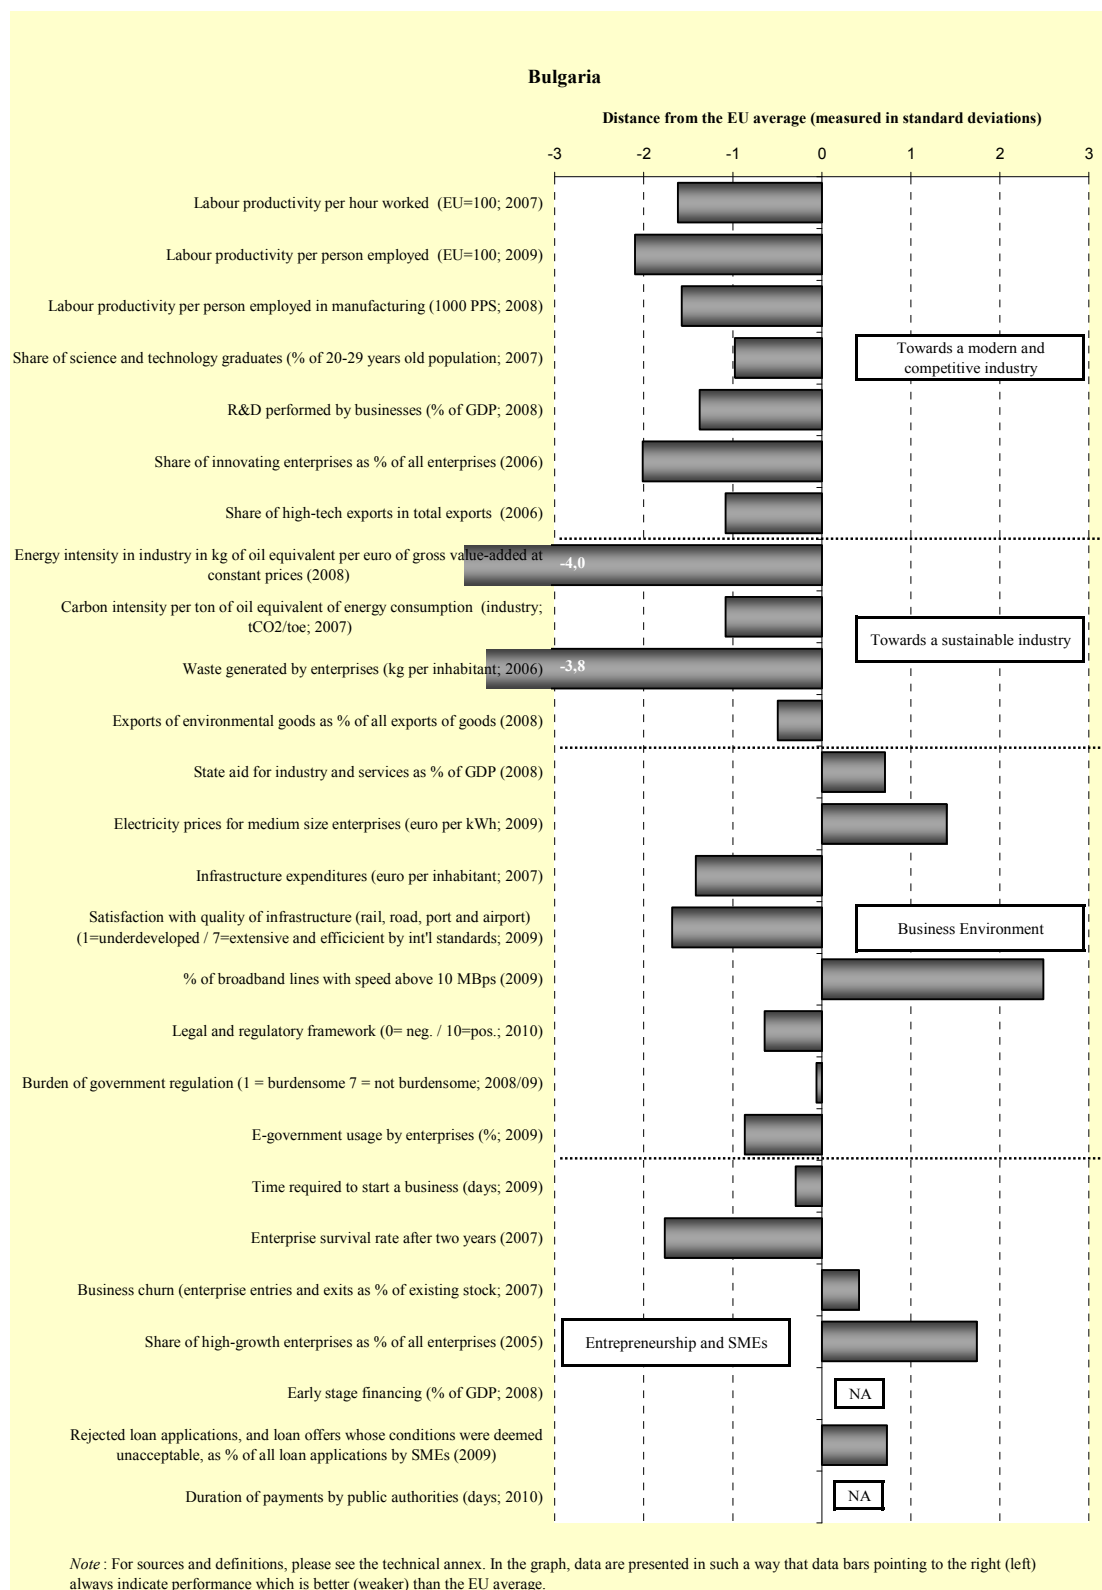 Bulgaria
Distance from the EU average (measured in standard deviations)
-3 -2 -1 0 1 2 3
Labour productivity per hour worked (EU=100; 2007)
Labour productivity per person employed (EU=100; 2009)
Labour productivity per person employed in manufacturing (1000 PPS; 2008)
Share of science and technology graduates (% of 20-29 years old population; 2007)
Towards a modern and
competitive industry
R&D performed by businesses (% of GDP; 2008)
Share of innovating enterprises as % of all enterprises (2006)
Share of high-tech exports in total exports (2006)
Energy intensity in industry in kg of oil equivalent per euro of gross value-added at
constant prices (2008)
-4,0
Carbon intensity per ton of oil equivalent of energy consumption (industry;
tCO2/toe; 2007)
Towards a sustainable industry
Waste generated by enterprises (kg per inhabitant; 2006)
-3,8
Exports of environmental goods as % of all exports of goods (2008)
State aid for industry and services as % of GDP (2008)
Electricity prices for medium size enterprises (euro per kWh; 2009)
Infrastructure expenditures (euro per inhabitant; 2007)
Satisfaction with quality of infrastructure (rail, road, port and airport)
(1=underdeveloped / 7=extensive and efficicient by int'l standards; 2009)
Business Environment
% of broadband lines with speed above 10 MBps (2009)
Legal and regulatory framework (0= neg. / 10=pos.; 2010)
Burden of government regulation (1 = burdensome 7 = not burdensome; 2008/09)
E-government usage by enterprises (%; 2009)
Time required to start a business (days; 2009)
Enterprise survival rate after two years (2007)
Business churn (enterprise entries and exits as % of existing stock; 2007)
Share of high-growth enterprises as % of all enterprises (2005)
Entrepreneurship and SMEs
Early stage financing (% of GDP; 2008)
NA
Rejected loan applications, and loan offers whose conditions were deemed
unacceptable, as % of all loan applications by SMEs (2009)
Duration of payments by public authorities (days; 2010)
NA
Note : For sources and definitions, please see the technical annex. In the graph, data are presented in such a way that data bars pointing to the right (left)
always indicate performance which is better (weaker) than the EU average.